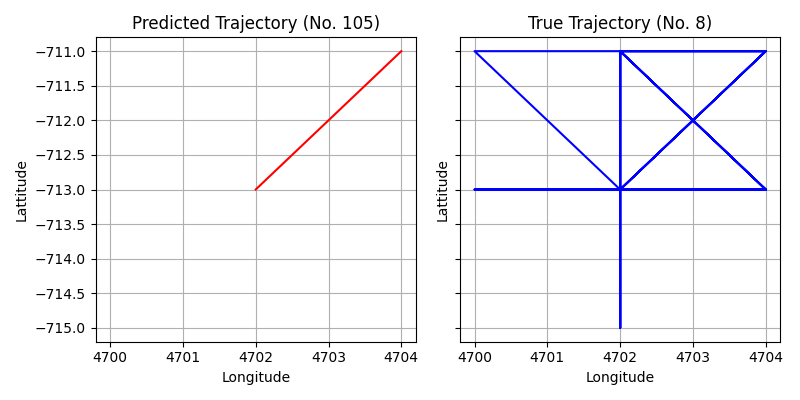 Predicted Trajectory (No. 105)
True Trajectory (No. 8)
−711.0
−711.5
−712.0
−712.5
−713.0
−713.5
−714.0
−714.5
−715.0
Lattitude
Lattitude
4700 4701 4702 4703 4704
4700 4701 4702 4703 4704
Longitude
Longitude